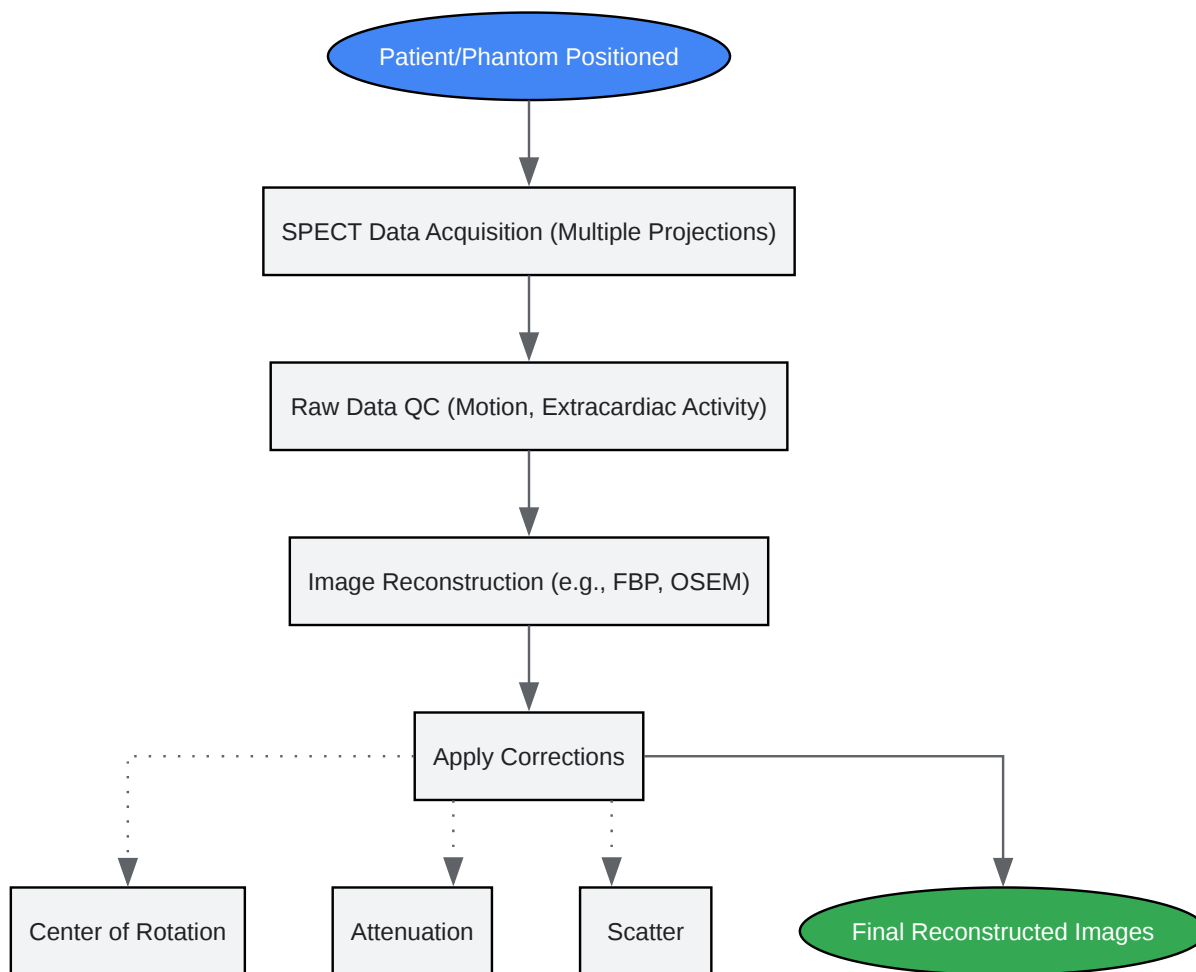 Patient/Phantom Positioned
SPECT Data Acquisition (Multiple Projections)
Raw Data QC (Motion, Extracardiac Activity)
Image Reconstruction (e.g., FBP, OSEM)
Apply Corrections
Center of Rotation
Attenuation
Scatter
Final Reconstructed Images